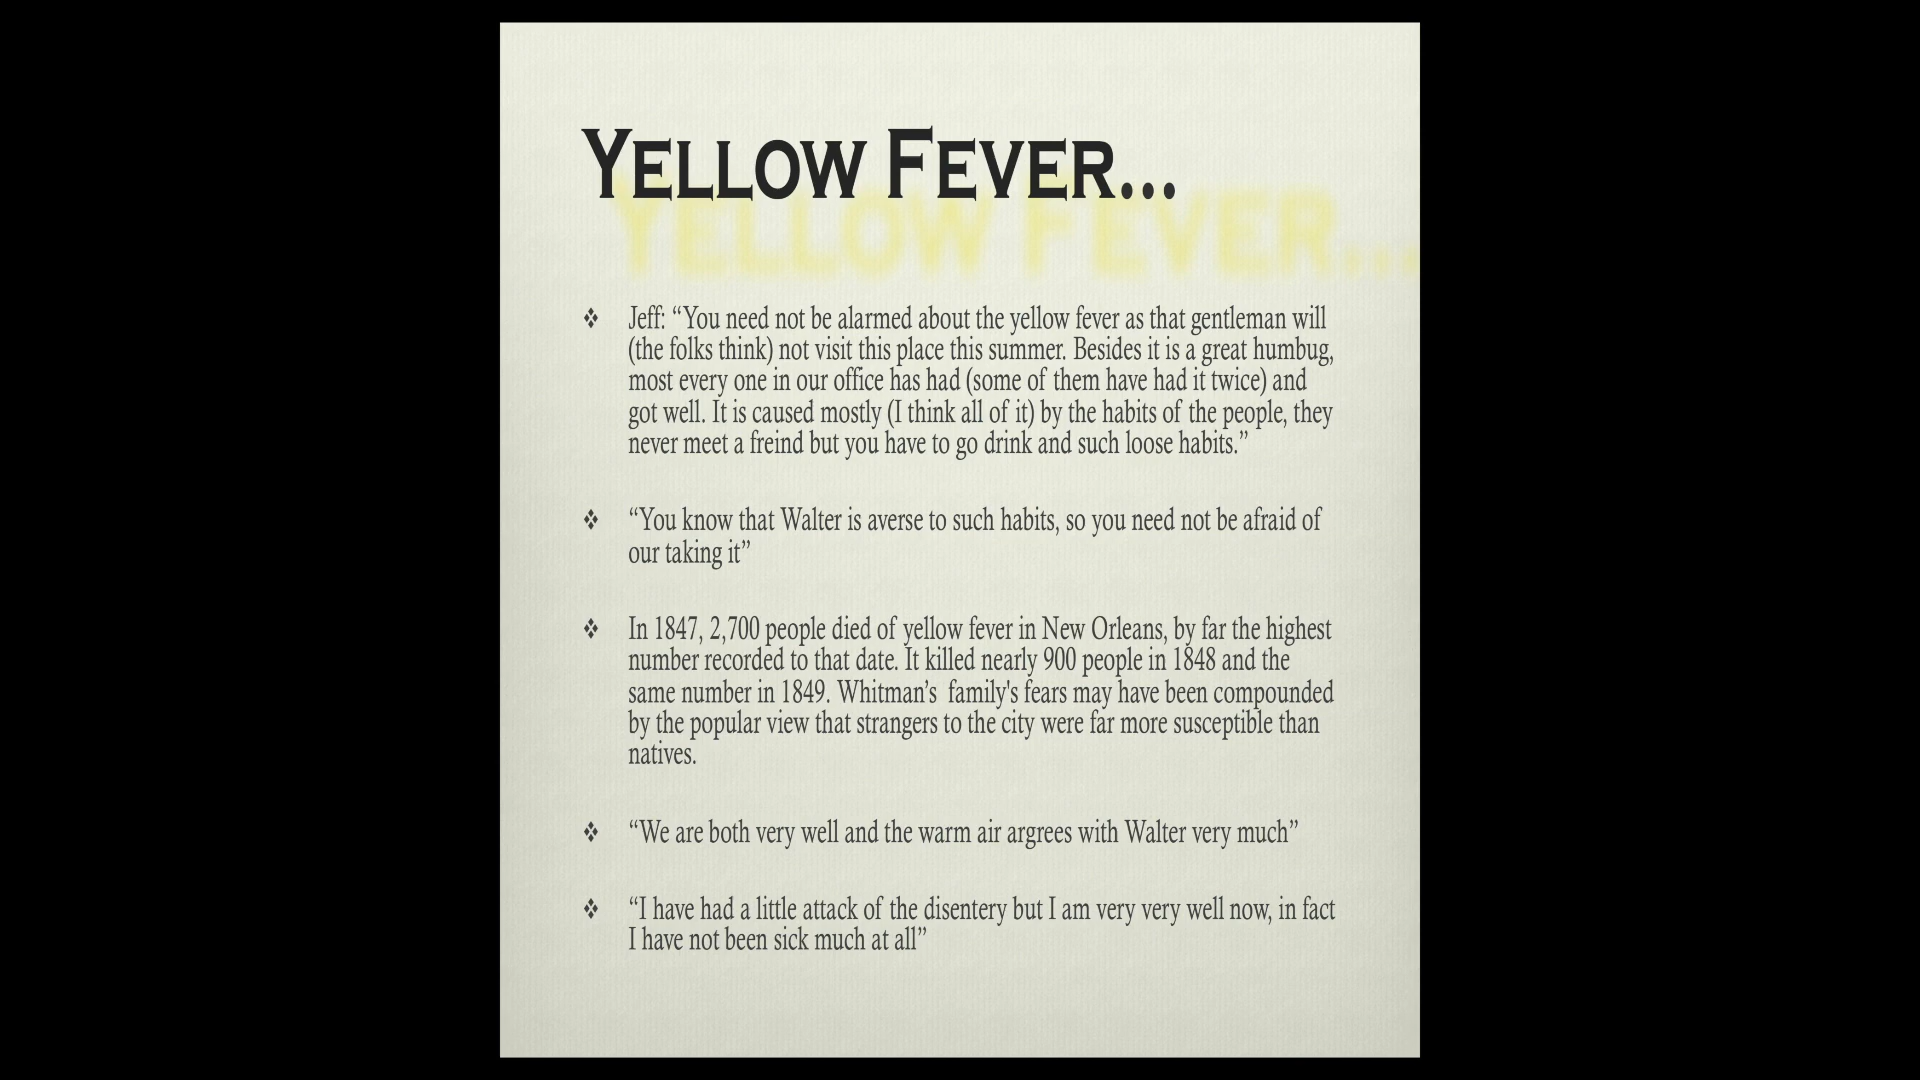 Yellow Fever...
Jeff: “You need not be alarmed about the yellow fever as that gentleman will
(the folks think) not visit this place this summer. Besides it is a great humbug,
most every one in our office has had (some of them have had it twice) and
got well. It is caused mostly (I think all of it) by the habits of the people, they
never meet a freind but you have to go drink and such loose habits.”
“You know that Walter is averse to such habits, so you need not be afraid of
our taking it”
In 1847, 2,700 people died of yellow fever in New Orleans, by far the highest
number recorded to that date. It killed nearly 900 people in 1848 and the
same number in 1849. Whitman’s  family's fears may have been compounded
by the popular view that strangers to the city were far more susceptible than
natives.
“We are both very well and the warm air argrees with Walter very much”
“I have had a little attack of the disentery but I am very very well now, in fact
I have not been sick much at all”